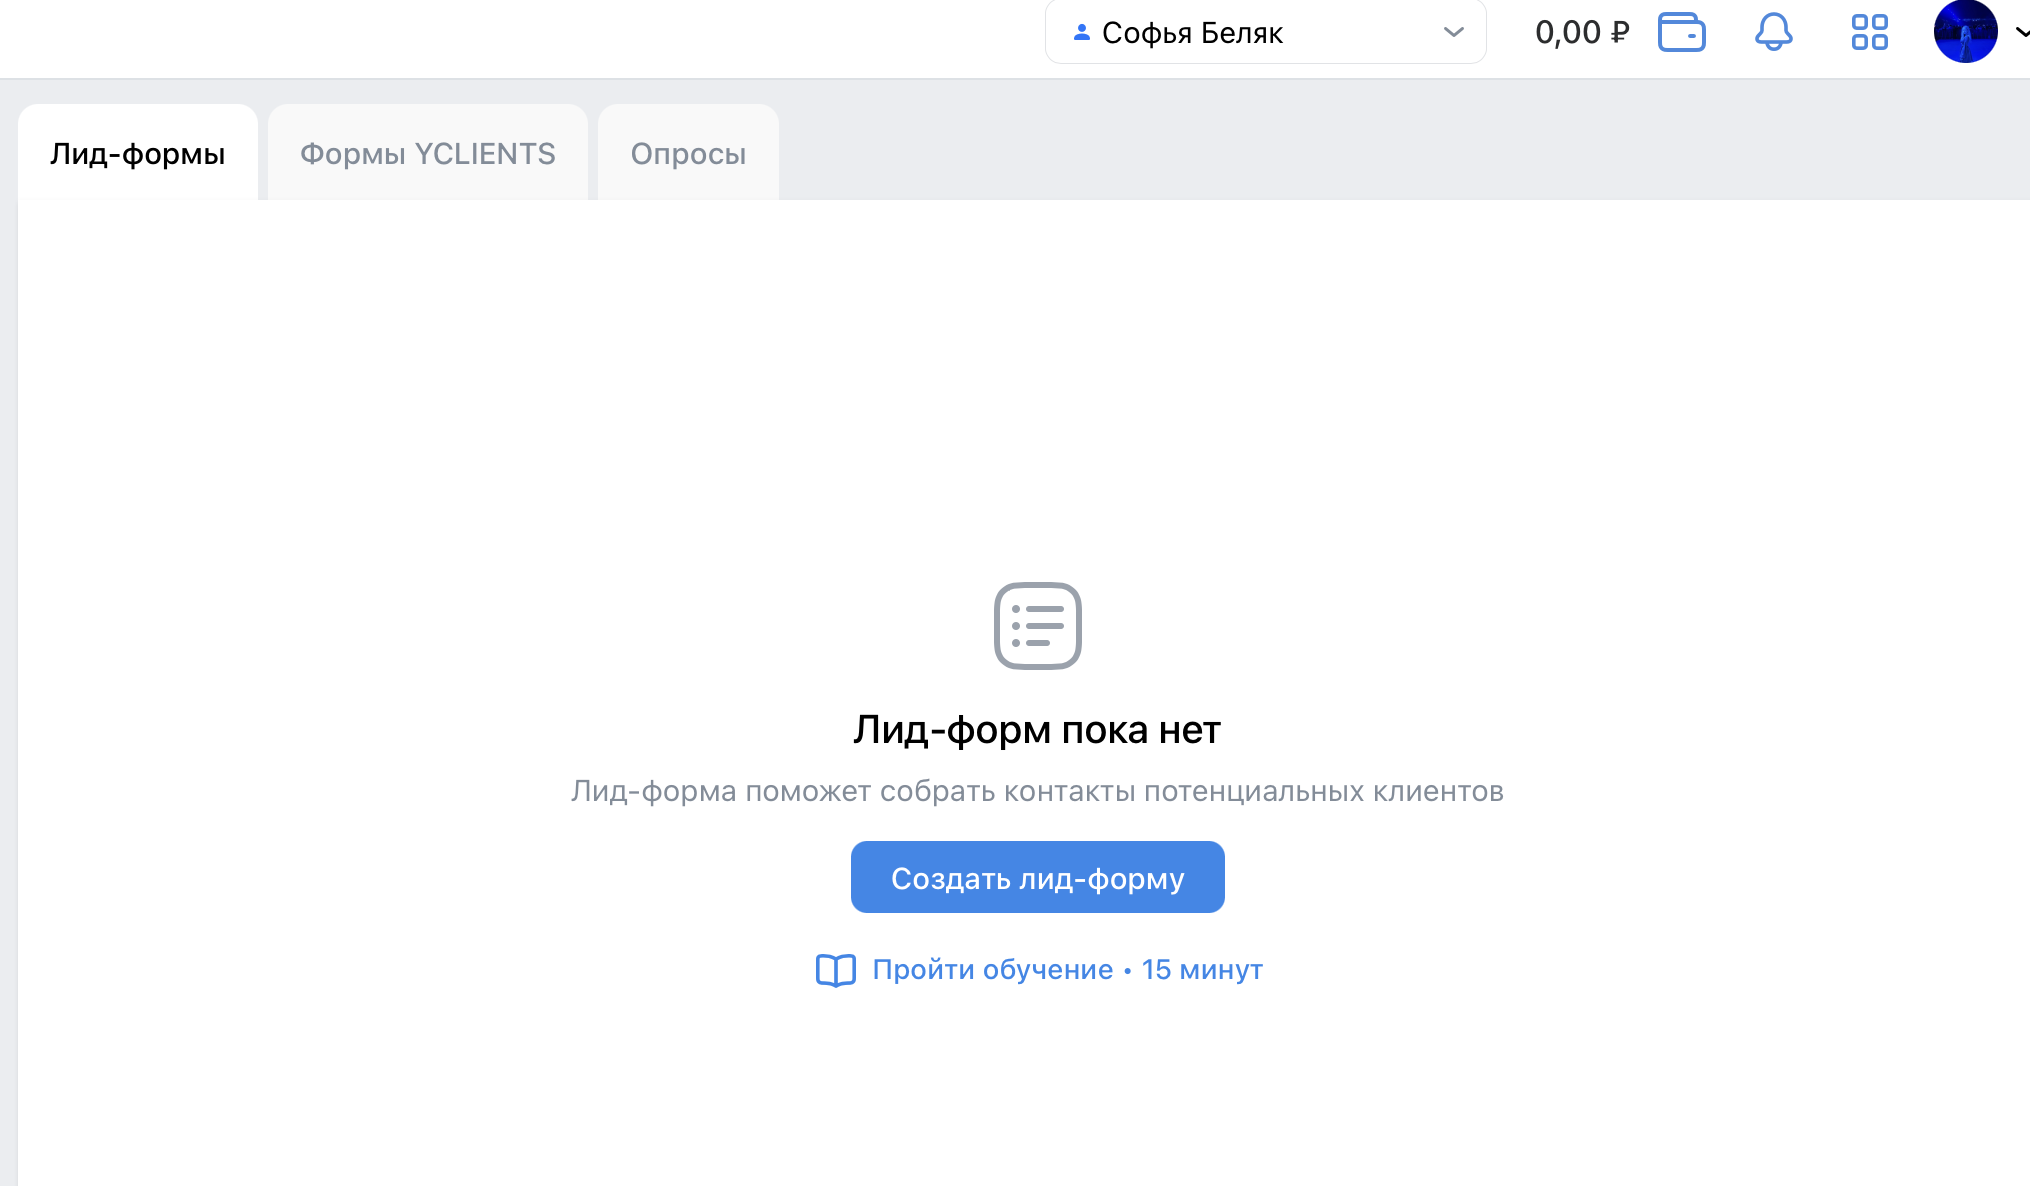 Софья Беляк
0,00 ₽
Лид-формы
Формы YCLIENTS
Опросы
Лид-форм пока нет
Лид-форма поможет собрать контакты потенциальных клиентов
Создать лид-форму
Пройти обучение • 15 минут